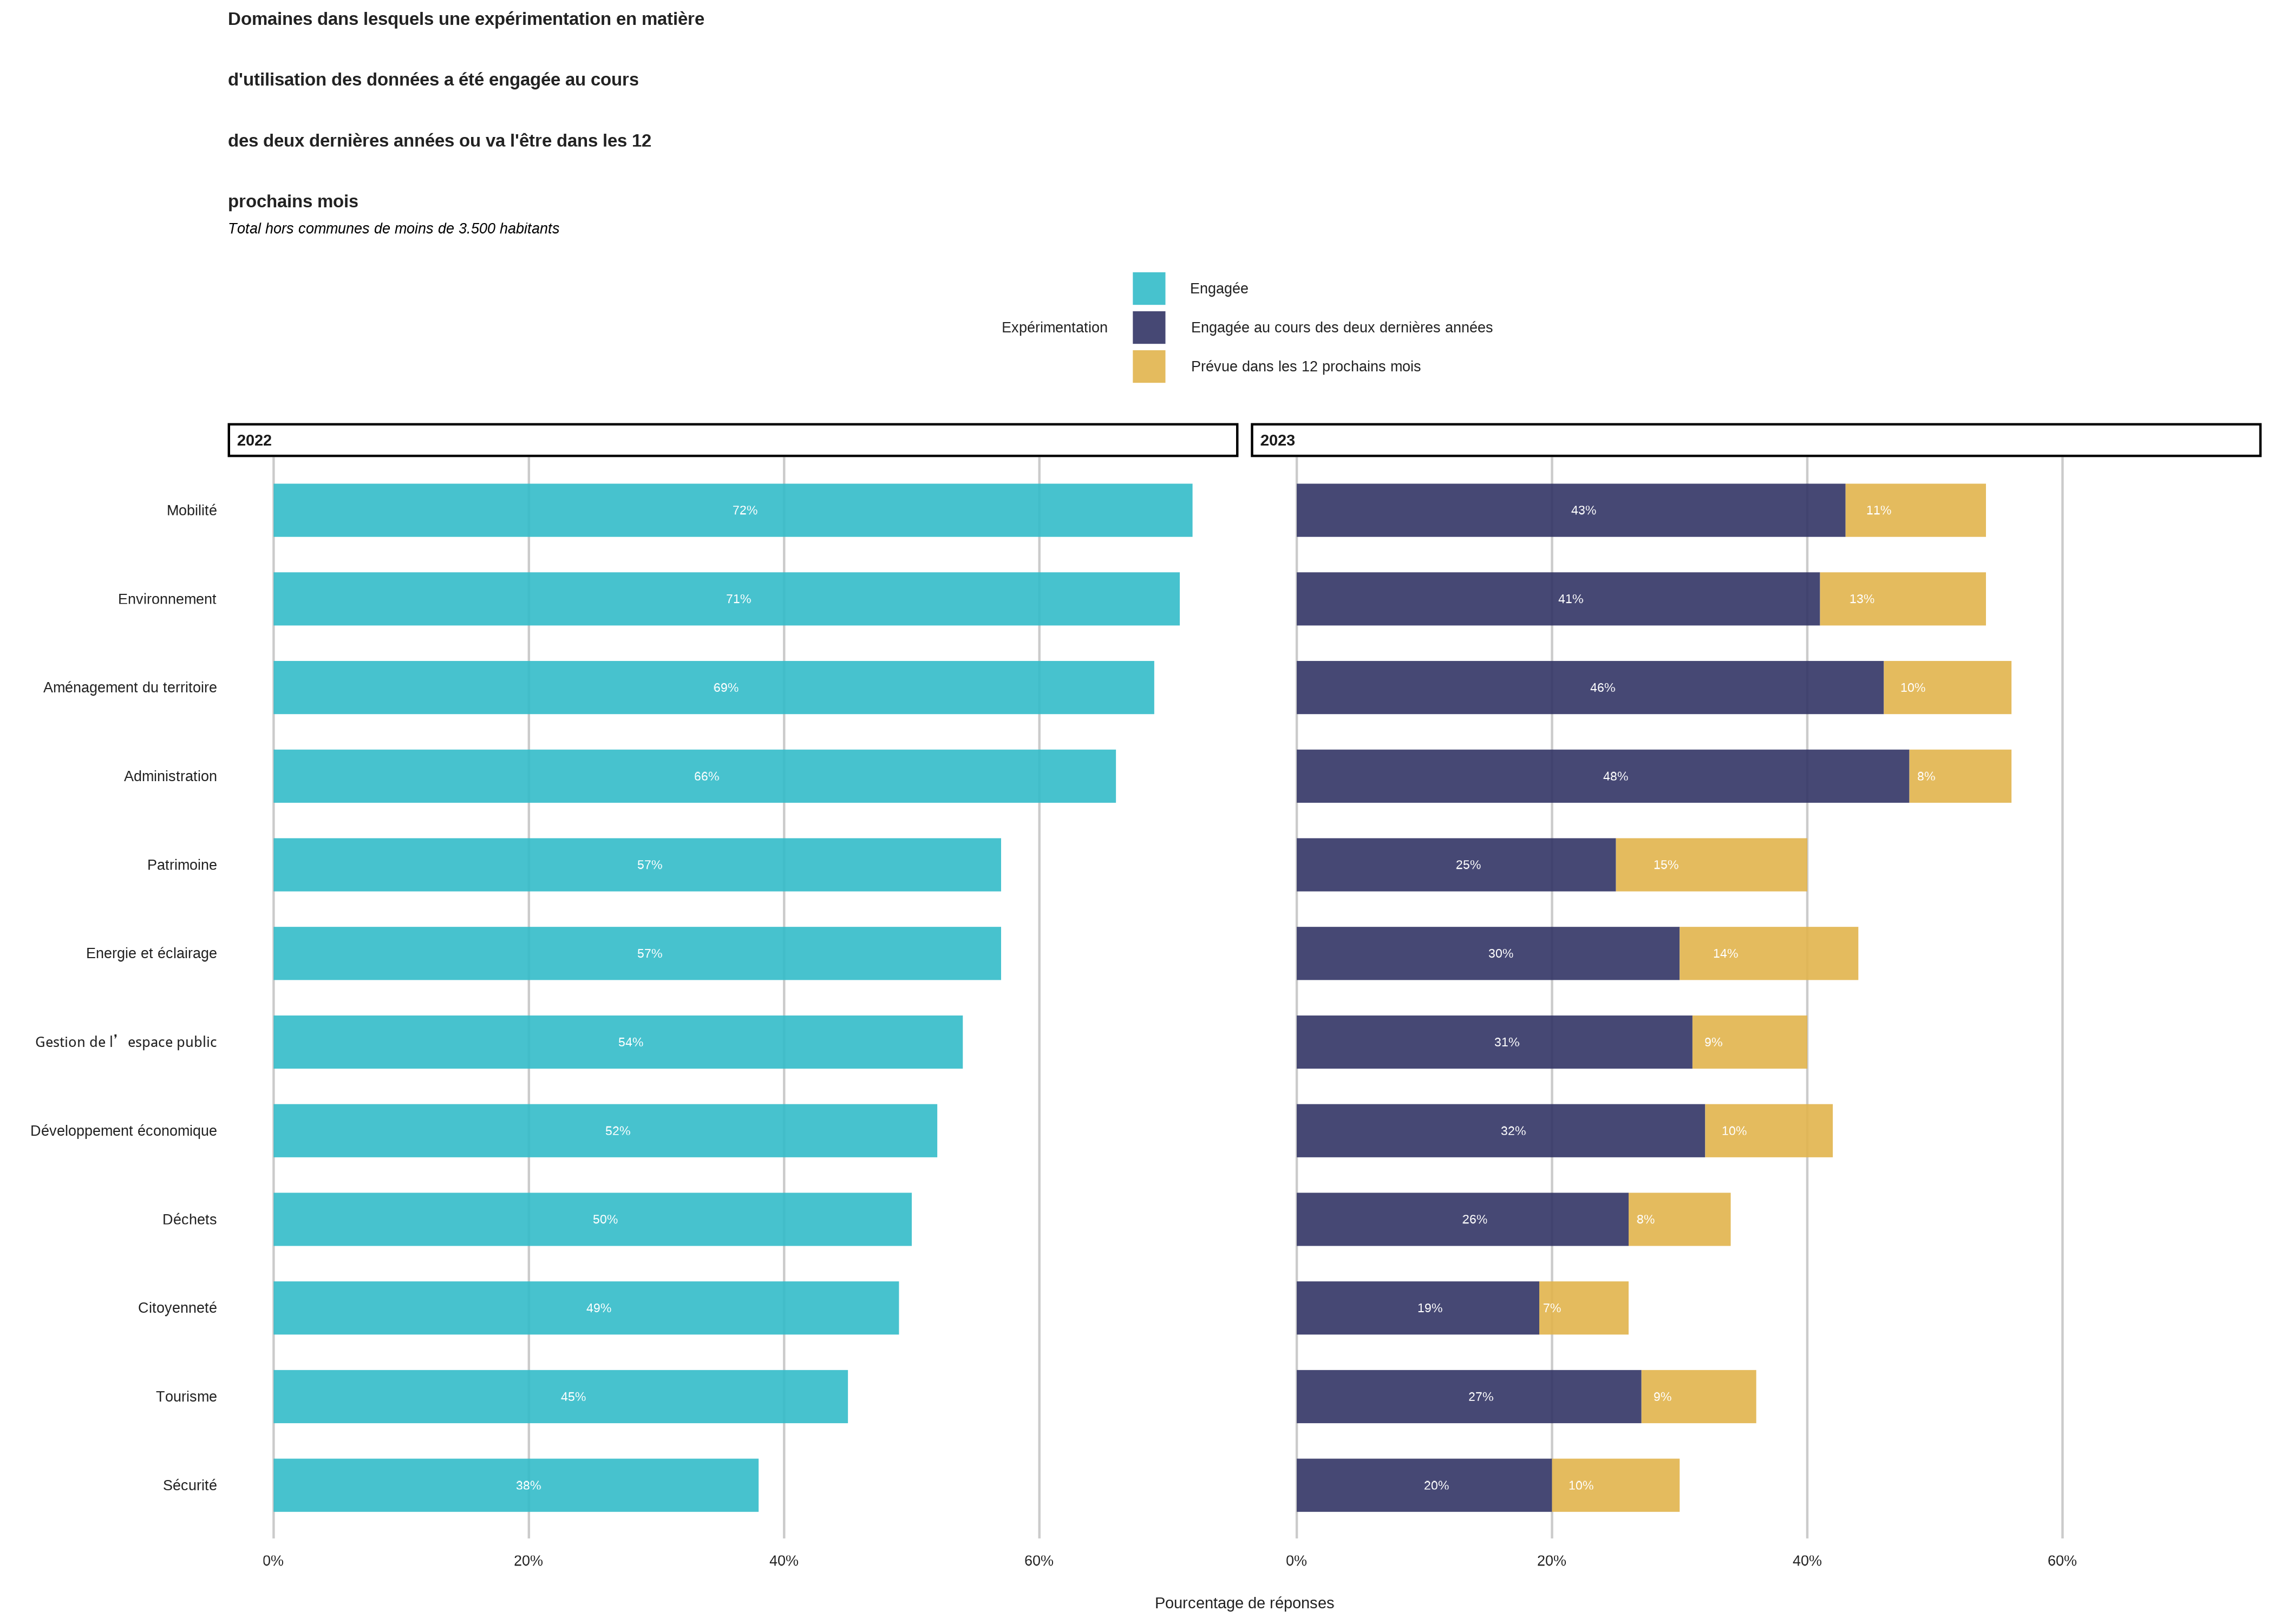 Domaines dans lesquels une expérimentation en matière
d'utilisation des données a été engagée au cours
des deux dernières années ou va l'être dans les 12
prochains mois
Total hors communes de moins de 3.500 habitants
Engagée
Expérimentation
Engagée au cours des deux dernières années
Prévue dans les 12 prochains mois
2022 2023
Mobilité 72% 43% 11%
Environnement 71% 41% 13%
Aménagement du territoire 69% 46% 10%
Administration 66% 48% 8%
Patrimoine 57% 25% 15%
Energie et éclairage 57% 30% 14%
Gestion de l’espace public 54% 31% 9%
Développement économique 52% 32% 10%
Déchets 50% 26% 8%
Citoyenneté 49% 19% 7%
Tourisme 45% 27% 9%
Sécurité 38% 20% 10%
0% 20% 40% 60% 0% 20% 40% 60%
Pourcentage de réponses